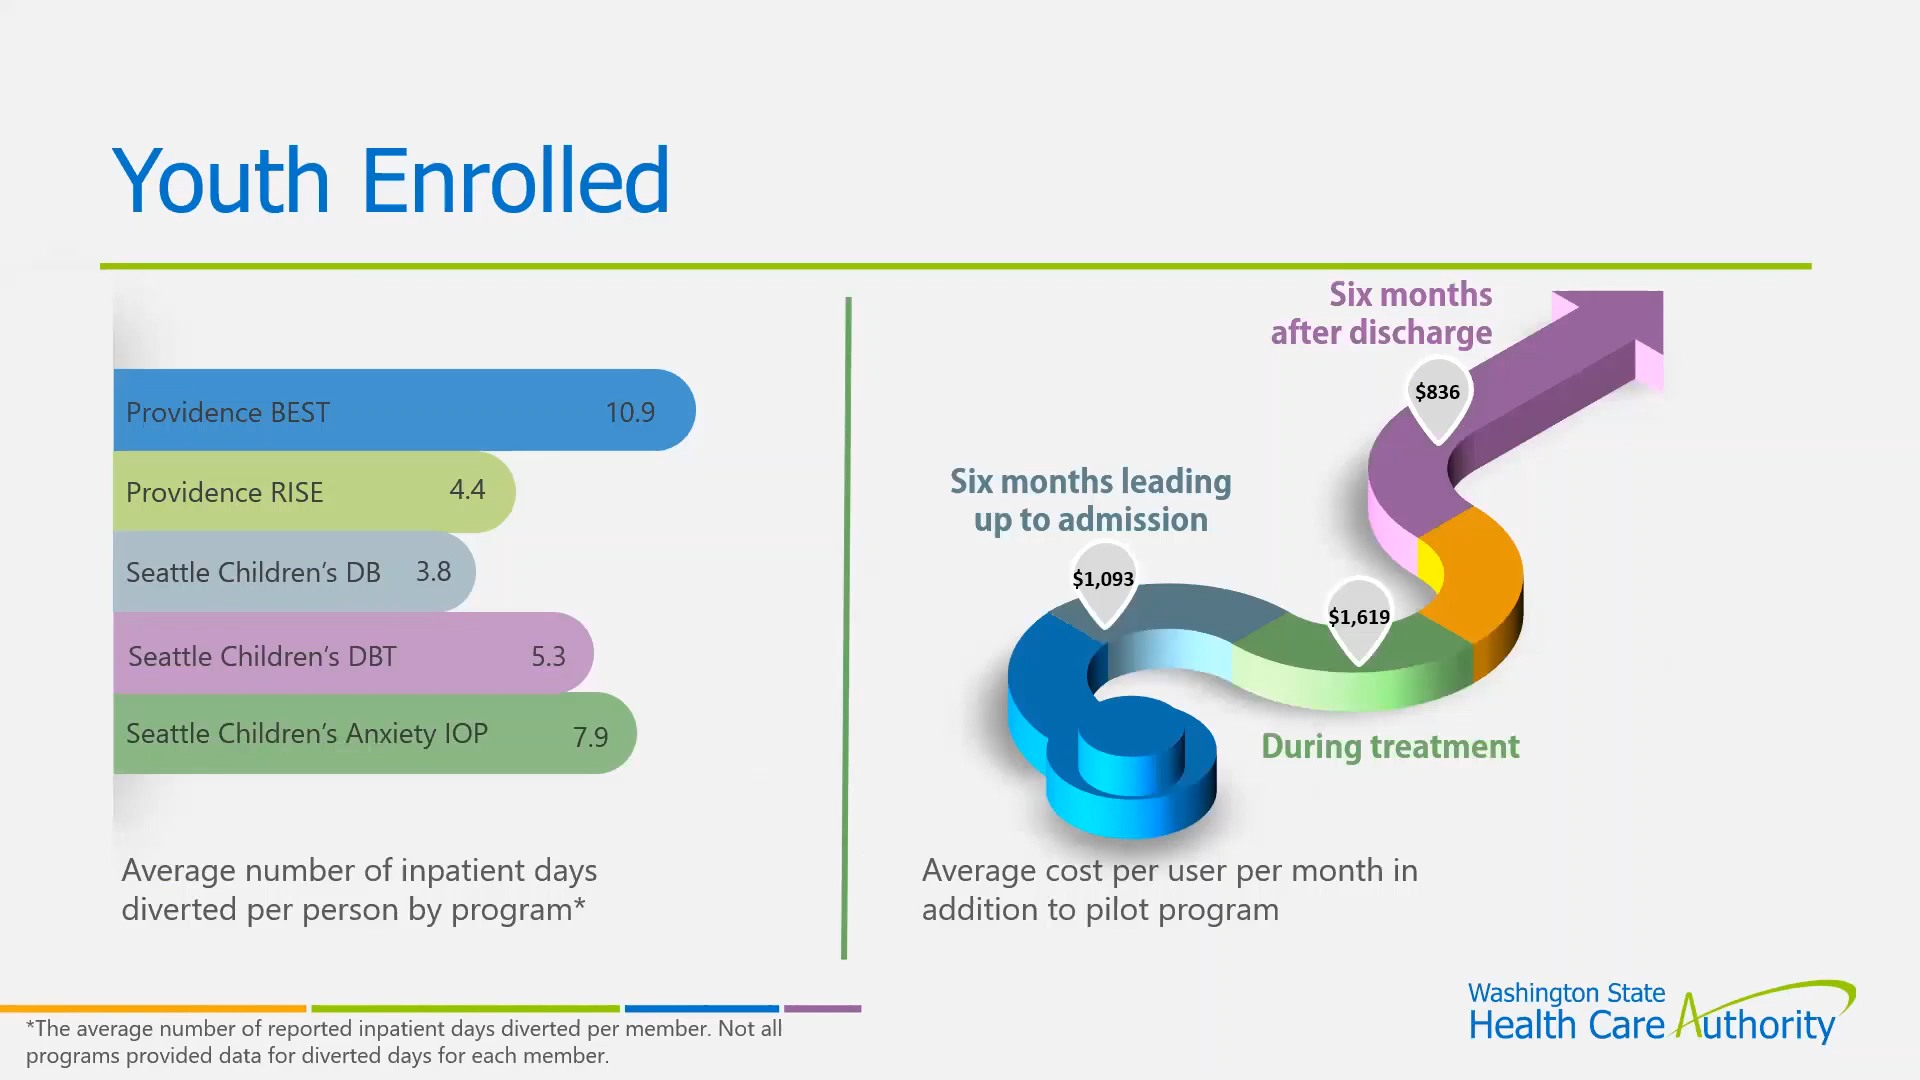 Youth Enrolled
Providence BEST 10.9
Providence RISE 4.4
Seattle Children's DB 3.8
Seattle Children's DBT 5.3
Seattle Children's Anxiety IOP 7.9
Average number of inpatient days
diverted per person by program*
Six months
after discharge
$836
Six months leading
up to admission
$1,093
$1,619
During treatment
Average cost per user per month in
addition to pilot program
*The average number of reported inpatient days diverted per member. Not all
programs provided data for diverted days for each member.
Washington State
Health Care Authority